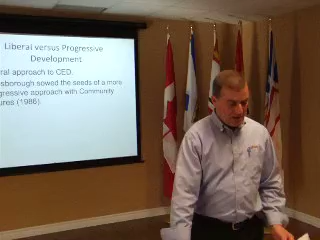 Liberal versus Progressive
Development
ral approach to CED.
sborough sowed the seeds of a more
gressive approach with Community
ures (1986).